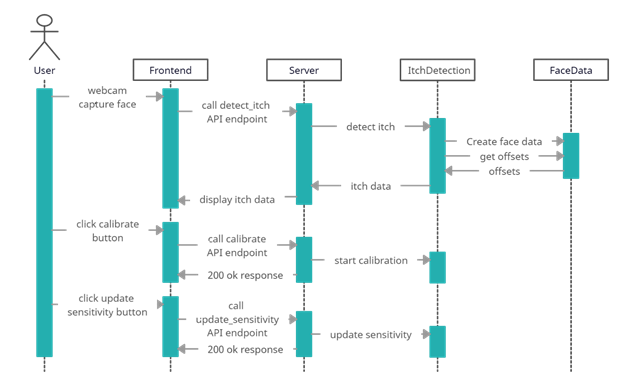 User
Frontend
Server
ItchDetection
FaceData
webcam
capture face
call detect_itch
API endpoint
detect itch
Create face data
get offsets
offsets
itch data
display itch data
click calibrate
button
call calibrate
API endpoint
start calibration
200 ok response
click update
sensitivity button
call
update_sensitivity
API endpoint
update sensitivity
200 ok response